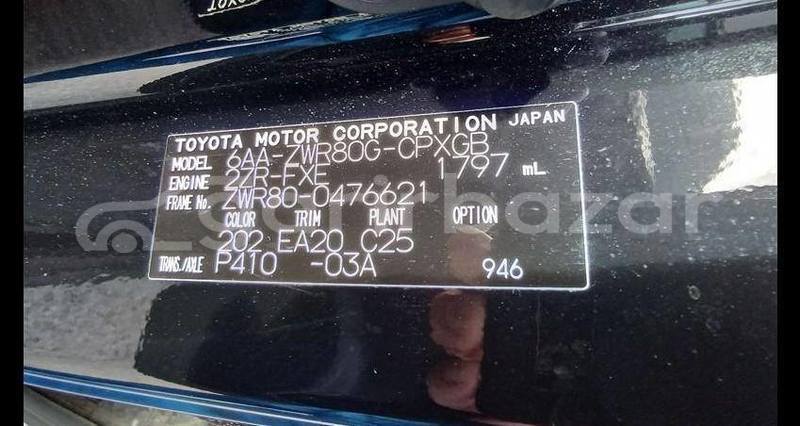 TOYOTA MOTOR CORPORATION JAPAN
MODEL 6AA-ZWR80G-CPXGB
ENGINE 2ZR-FXE 1797 mL
FRAME No. ZWR80-0476621
COLOR TRIM PLANT OPTION
202 EA20 C25
TRANS./AXLE P410 -03A 946
garirbazar